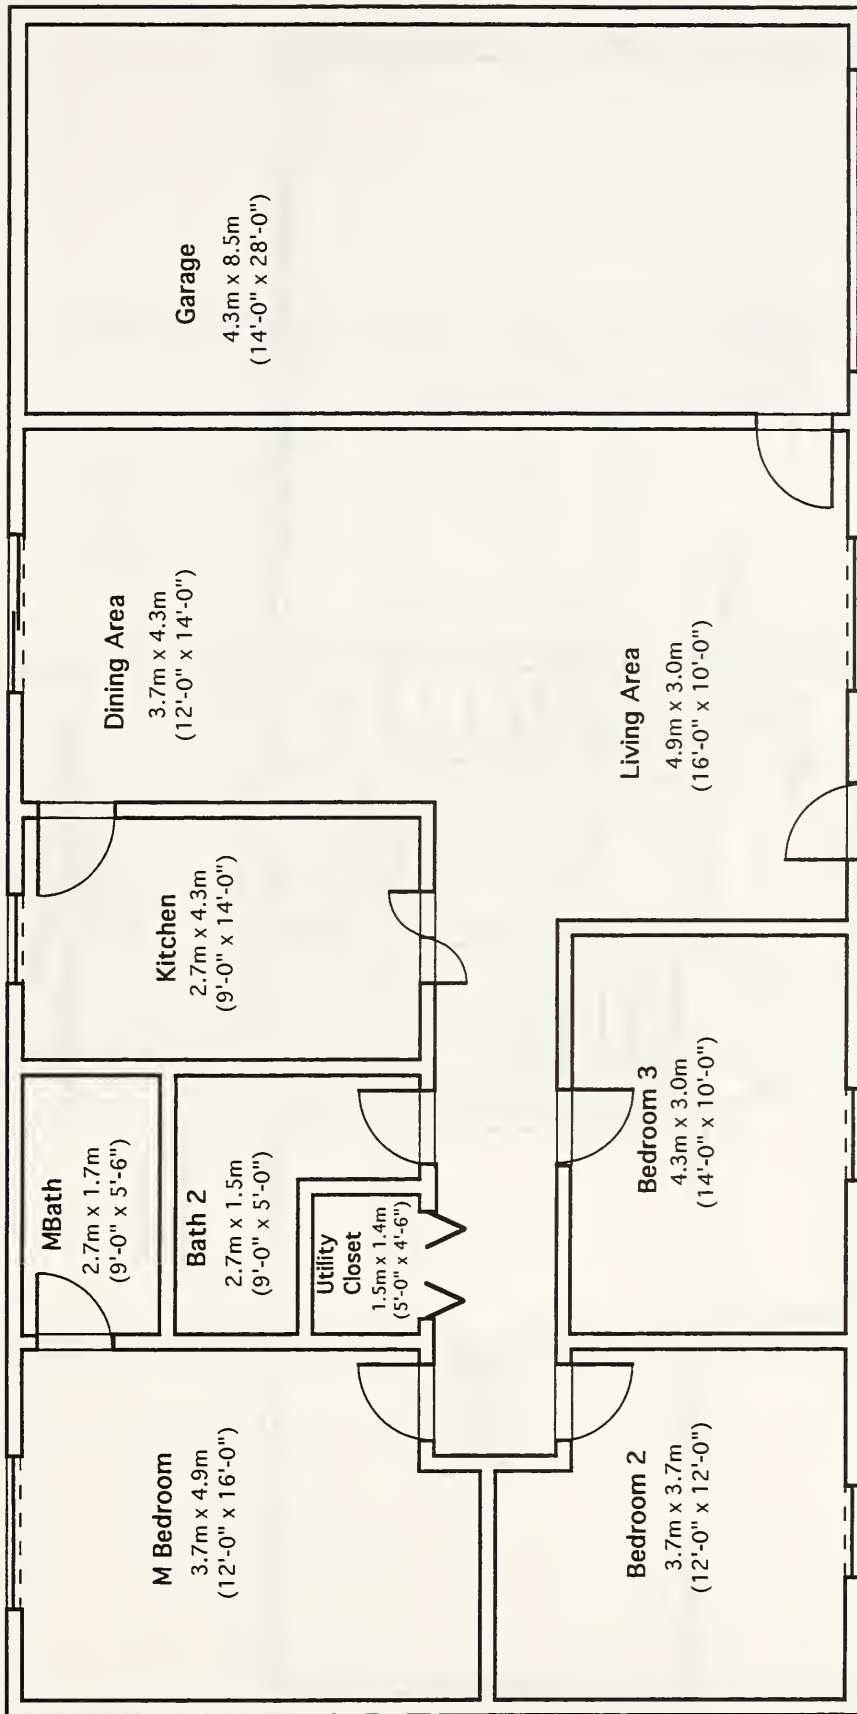 M Bedroom
3.7m x 4.9m
(12'-0" x 16'-0")
MBath
2.7m x 1.7m
(9'-0" x 5'-6")
Bath 2
2.7m x 1.5m
(9'-0" x 5'-0")
Utility
Closet
1.5m x 1.4m
(5'-0" x 4'-6")
Kitchen
2.7m x 4.3m
(9'-0" x 14'-0")
Dining Area
3.7m x 4.3m
(12'-0" x 14'-0")
Garage
4.3m x 8.5m
(14'-0" x 28'-0")
Bedroom 2
3.7m x 3.7m
(12'-0" x 12'-0")
Bedroom 3
4.3m x 3.0m
(14'-0" x 10'-0")
Living Area
4.9m x 3.0m
(16'-0" x 10'-0")